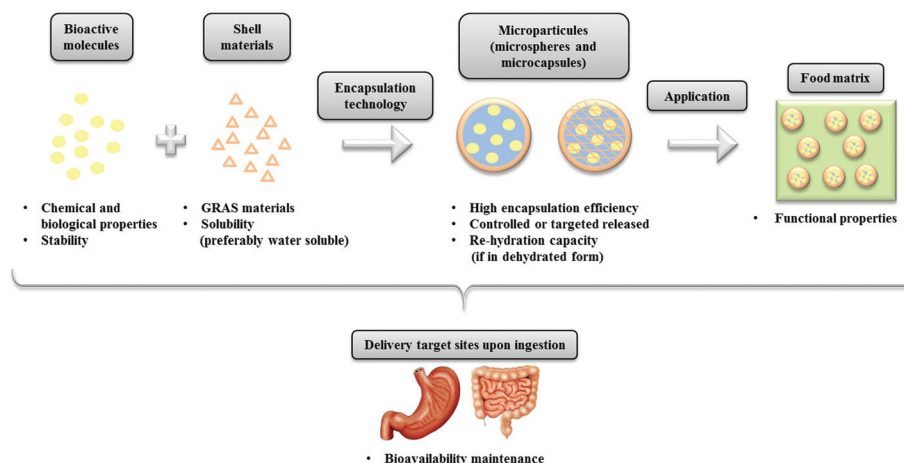 Bioactive
molecules
Shell
materials
Encapsulation
technology
Microparticules
(microspheres and
microcapsules)
Application
Food matrix
• Chemical and
biological properties
• Stability
• GRAS materials
• Solubility
(preferably water soluble)
• High encapsulation efficiency
• Controlled or targeted released
• Re-hydration capacity
(if in dehydrated form)
• Functional properties
Delivery target sites upon ingestion
• Bioavailability maintenance